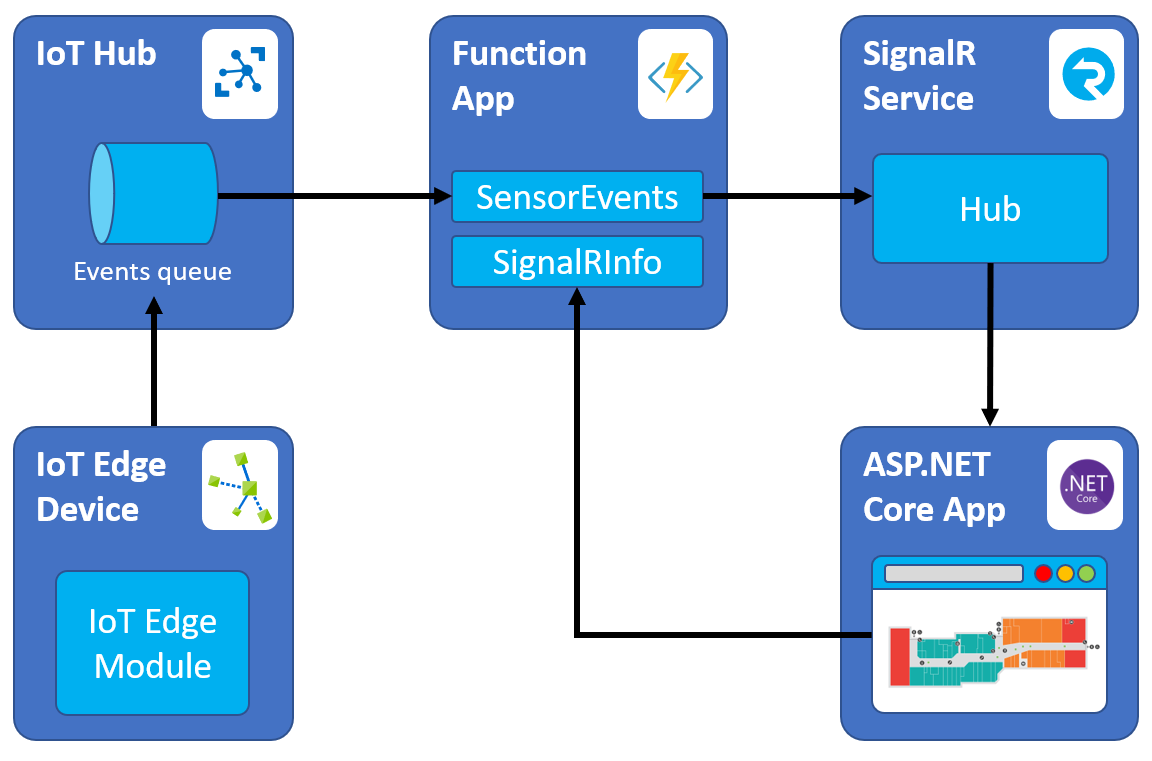 IoT Hub
Events queue
Function
App
SensorEvents
SignalRInfo
SignalR
Service
Hub
IoT Edge
Device
IoT Edge
Module
ASP.NET
Core App
.NET
Core